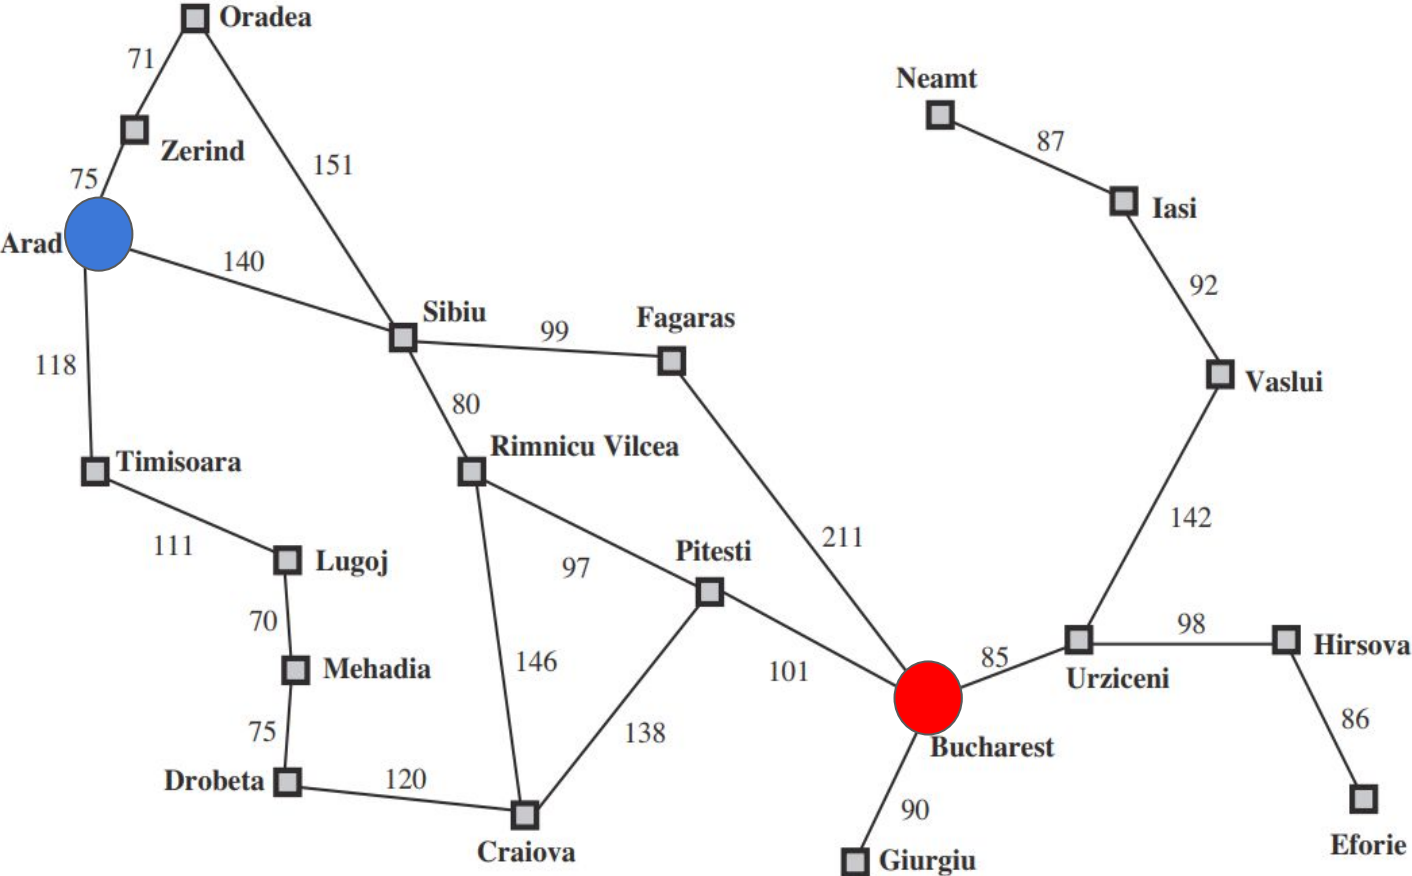 Oradea
71
Neamt
87
Zerind
151
75
Iasi
Arad
140
92
Sibiu
Fagaras
99
118
Vaslui
80
Rimnicu Vilcea
Timisoara
142
211
111
Pitesti
Lugoj
97
70
98
Hirsova
85
146
Mehadia
101
Urziceni
86
75
138
Bucharest
Drobeta
120
90
Eforie
Craiova
Giurgiu